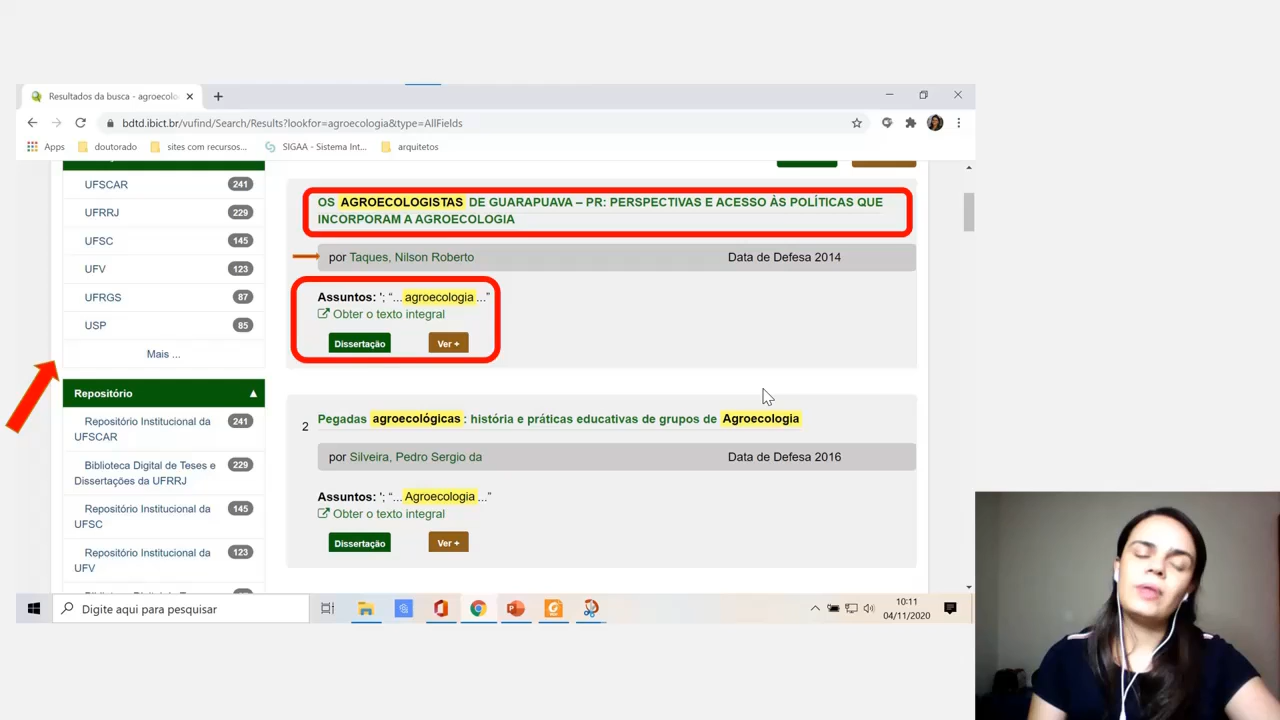 Resultados da busca - agroecolo
bdtd.ibict.br/vufind/Search/Results?lookfor=agroecologia&type=AllFields
Apps doutorado sites com recursos... SIGAA - Sistema Int... arquitetos
UFSCAR 241
UFRRJ 229
UFSC 145
UFV 123
UFRGS 87
USP 85
Mais ...
Repositório
Repositório Institucional da 241
UFSCAR
Biblioteca Digital de Teses e 229
Dissertações da UFRRJ
Repositório Institucional da 145
UFSC
Repositório Institucional da 123
UFV
OS AGROECOLOGISTAS DE GUARAPUAVA – PR: PERSPECTIVAS E ACESSO ÀS POLÍTICAS QUE
INCORPORAM A AGROECOLOGIA
por Taques, Nilson Roberto Data de Defesa 2014
Assuntos: '; “... agroecologia ...”
Obter o texto integral
Dissertação Ver +
2 Pegadas agroecológicas : história e práticas educativas de grupos de Agroecologia
por Silveira, Pedro Sergio da Data de Defesa 2016
Assuntos: '; “... Agroecologia ...”
Obter o texto integral
Dissertação Ver +
Digite aqui para pesquisar
10:11
04/11/2020